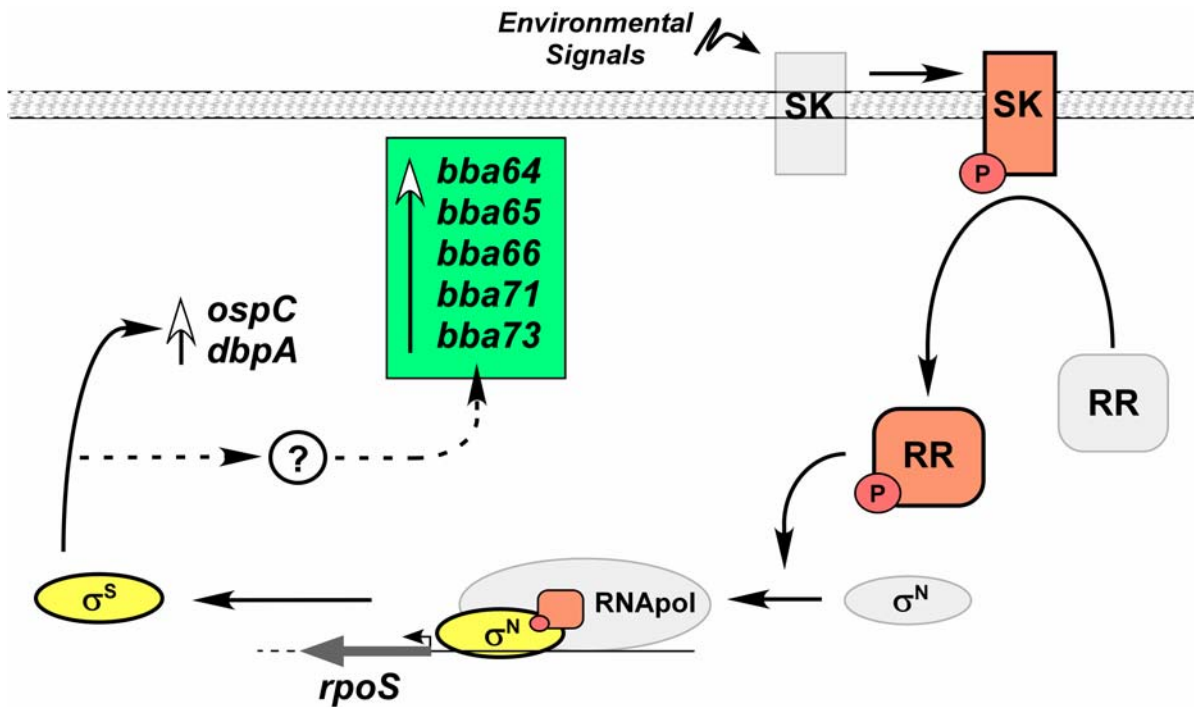 Environmental
Signals
SK
SK
P
bba64
bba65
bba66
bba71
bba73
ospC
dbpA
RR
RR
P
?
σS
RNApol
σN
σN
rpoS